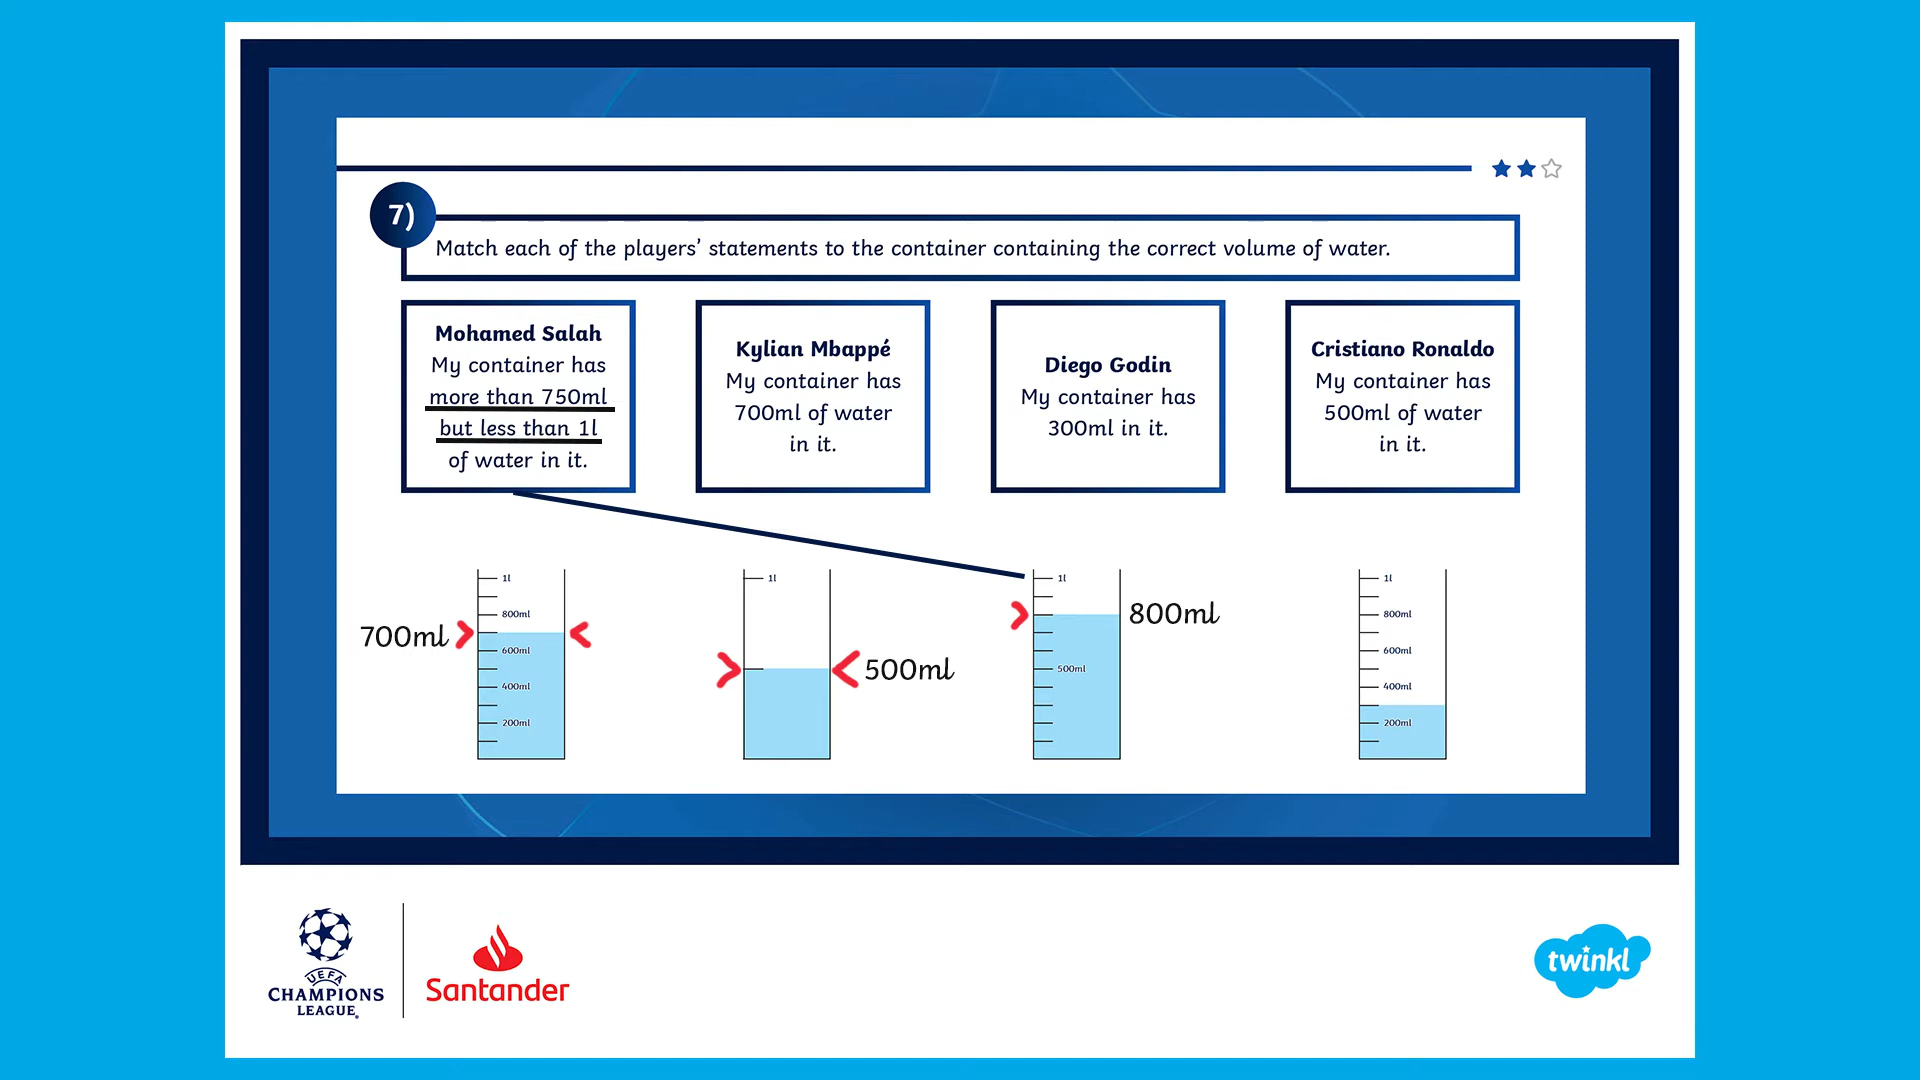 7)
Match each of the players' statements to the container containing the correct volume of water.
Mohamed Salah
My container has
more than 750ml
but less than 1l
of water in it.
Kylian Mbappé
My container has
700ml of water
in it.
Diego Godin
My container has
300ml in it.
Cristiano Ronaldo
My container has
500ml of water
in it.
700ml
1l
800ml
600ml
400ml
200ml
1l
500ml
1l
500ml
800ml
1l
800ml
600ml
400ml
200ml
UEFA
CHAMPIONS
LEAGUE®
Santander
twinkl